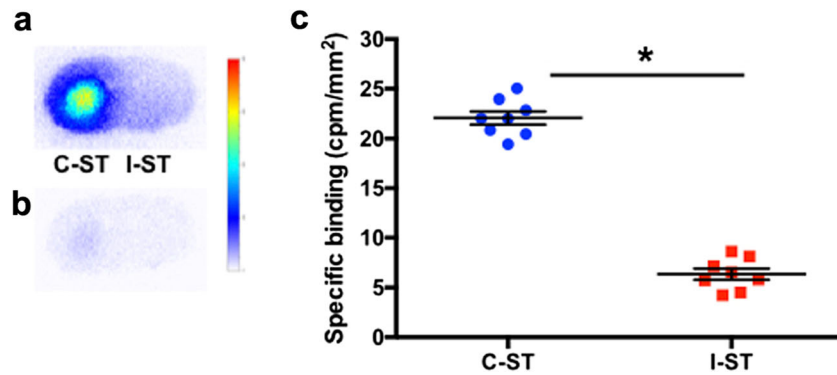 a
C-ST I-ST
b
c
Specific binding (cpm/mm²)
30
25
20
15
10
5
0
*
C-ST
I-ST